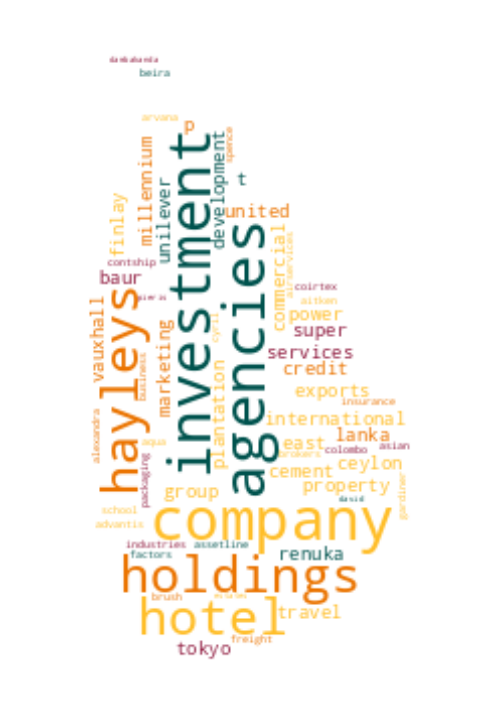 dambakanda
beira
arvana
p
spence
millennium
investment
development
unilever
t
finlay
united
agencies
commercial
airservices
contship
baur
pieris
hayleys
vauxhall
coirtex
aitken
power
super
cyril
marketing
business
services
credit
plantation
exports
insurance
alexandra
international
lanka
aqua
east
colombo
asian
brokers
packaging
cement
ceylon
property
gardiner
group
david
school
company
advantis
industries
assetline
factors
renuka
holdings
brush
hotel
travel
freight
tokyo